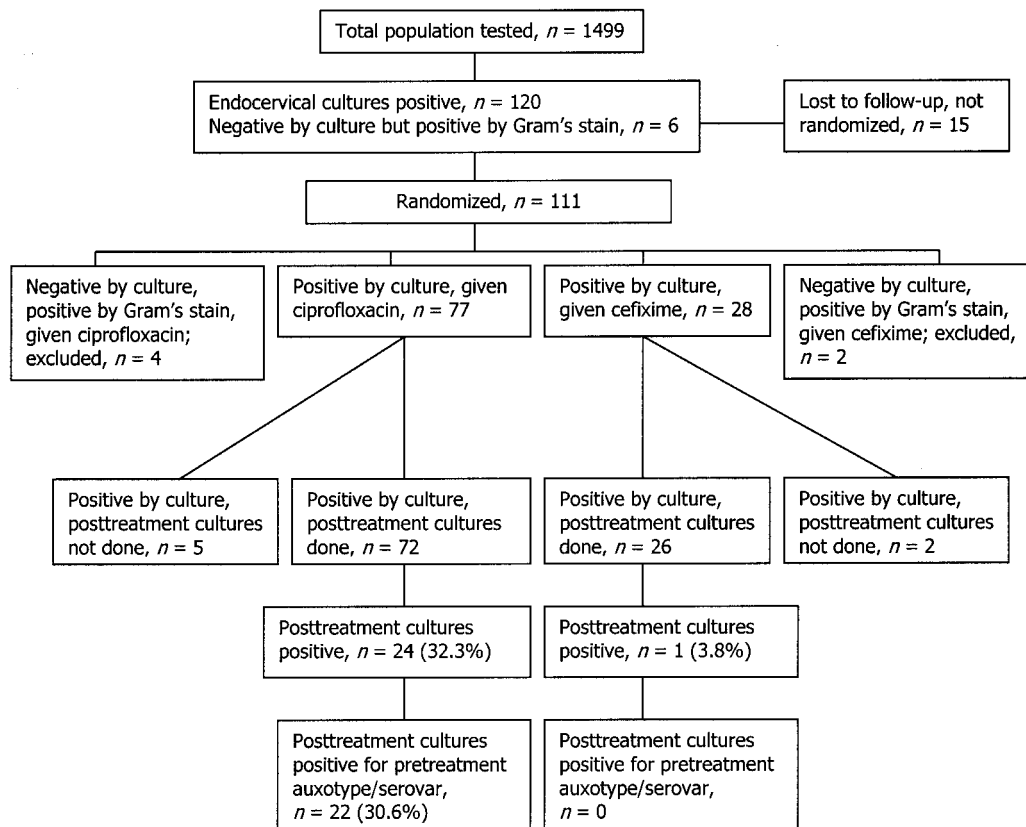 Total population tested, n = 1499
Endocervical cultures positive, n = 120
Negative by culture but positive by Gram's stain, n = 6
Lost to follow-up, not
randomized, n = 15
Randomized, n = 111
Negative by culture,
positive by Gram's stain,
given ciprofloxacin;
excluded, n = 4
Positive by culture, given
ciprofloxacin, n = 77
Positive by culture,
given cefixime, n = 28
Negative by culture,
positive by Gram's stain,
given cefixime; excluded,
n = 2
Positive by culture,
posttreatment cultures
not done, n = 5
Positive by culture,
posttreatment cultures
done, n = 72
Positive by culture,
posttreatment cultures
done, n = 26
Positive by culture,
posttreatment cultures
not done, n = 2
Posttreatment cultures
positive, n = 24 (32.3%)
Posttreatment cultures
positive, n = 1 (3.8%)
Posttreatment cultures
positive for pretreatment
auxotype/serovar,
n = 22 (30.6%)
Posttreatment cultures
positive for pretreatment
auxotype/serovar,
n = 0